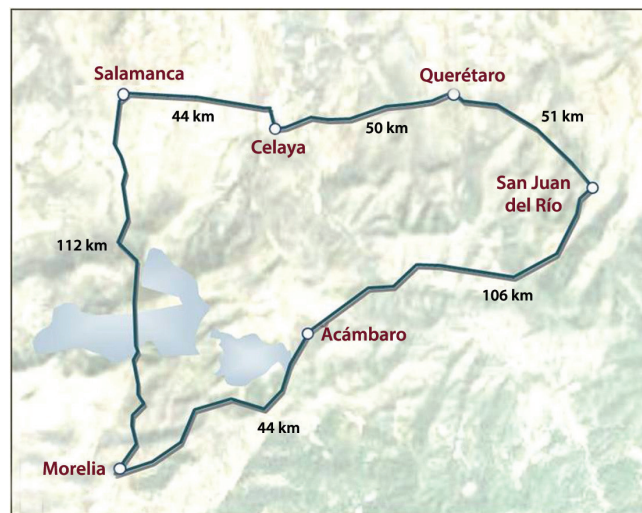 Salamanca
Querétaro
44 km
50 km
51 km
Celaya
San Juan
del Río
112 km
106 km
Acámbaro
44 km
Morelia